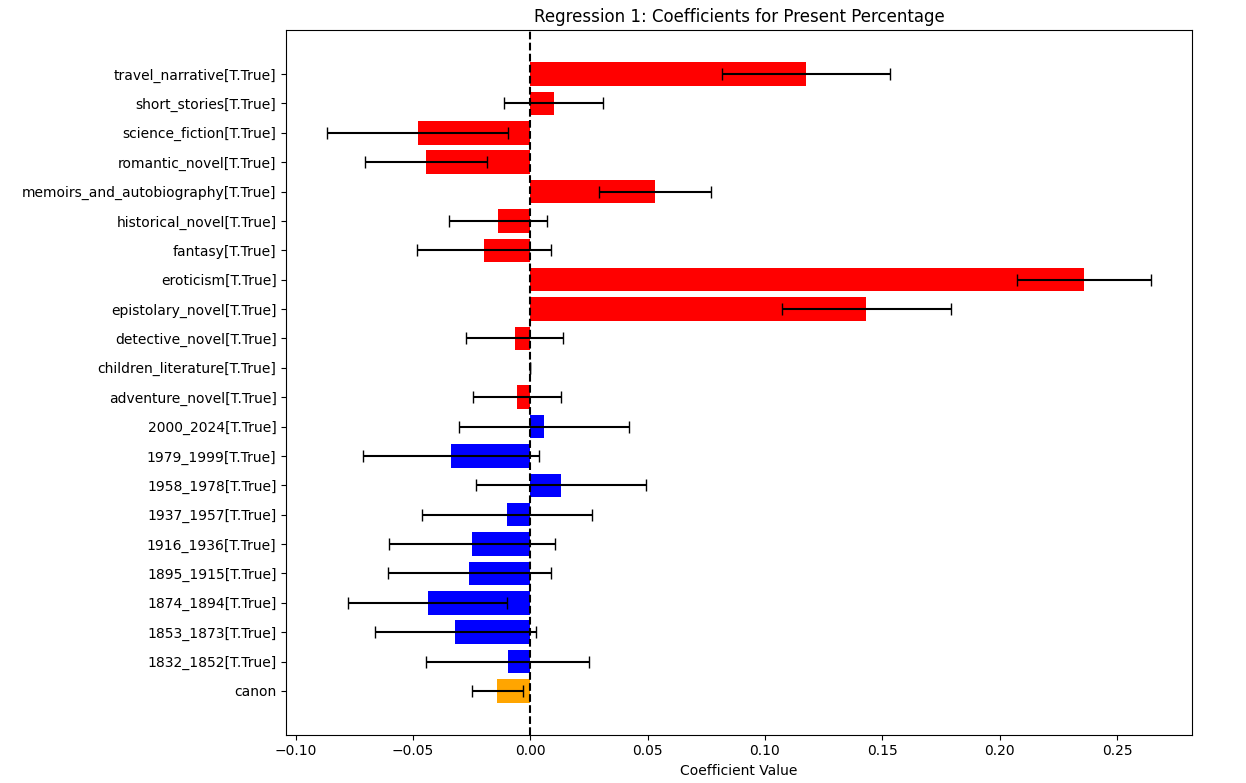 Regression 1: Coefficients for Present Percentage
travel_narrative[T.True]
short_stories[T.True]
science_fiction[T.True]
romantic_novel[T.True]
memoirs_and_autobiography[T.True]
historical_novel[T.True]
fantasy[T.True]
eroticism[T.True]
epistolary_novel[T.True]
detective_novel[T.True]
children_literature[T.True]
adventure_novel[T.True]
2000_2024[T.True]
1979_1999[T.True]
1958_1978[T.True]
1937_1957[T.True]
1916_1936[T.True]
1895_1915[T.True]
1874_1894[T.True]
1853_1873[T.True]
1832_1852[T.True]
canon
−0.10 −0.05 0.00 0.05 0.10 0.15 0.20 0.25
Coefficient Value